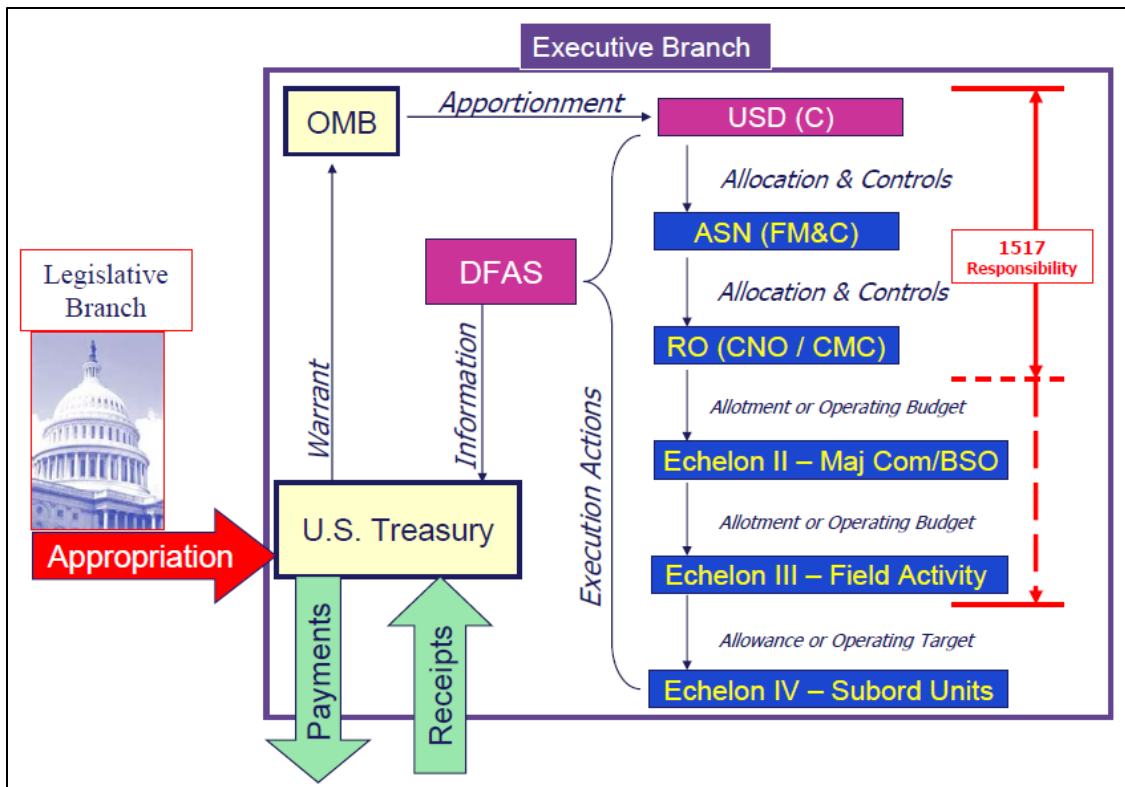 Executive Branch
OMB
Apportionment
USD (C)
Allocation & Controls
ASN (FM&C)
1517
Responsibility
DFAS
Legislative
Branch
Allocation & Controls
RO (CNO / CMC)
Warrant
Information
Execution Actions
Allotment or Operating Budget
Echelon II – Maj Com/BSO
U.S. Treasury
Allotment or Operating Budget
Appropriation
Echelon III – Field Activity
Payments
Receipts
Allowance or Operating Target
Echelon IV – Subord Units